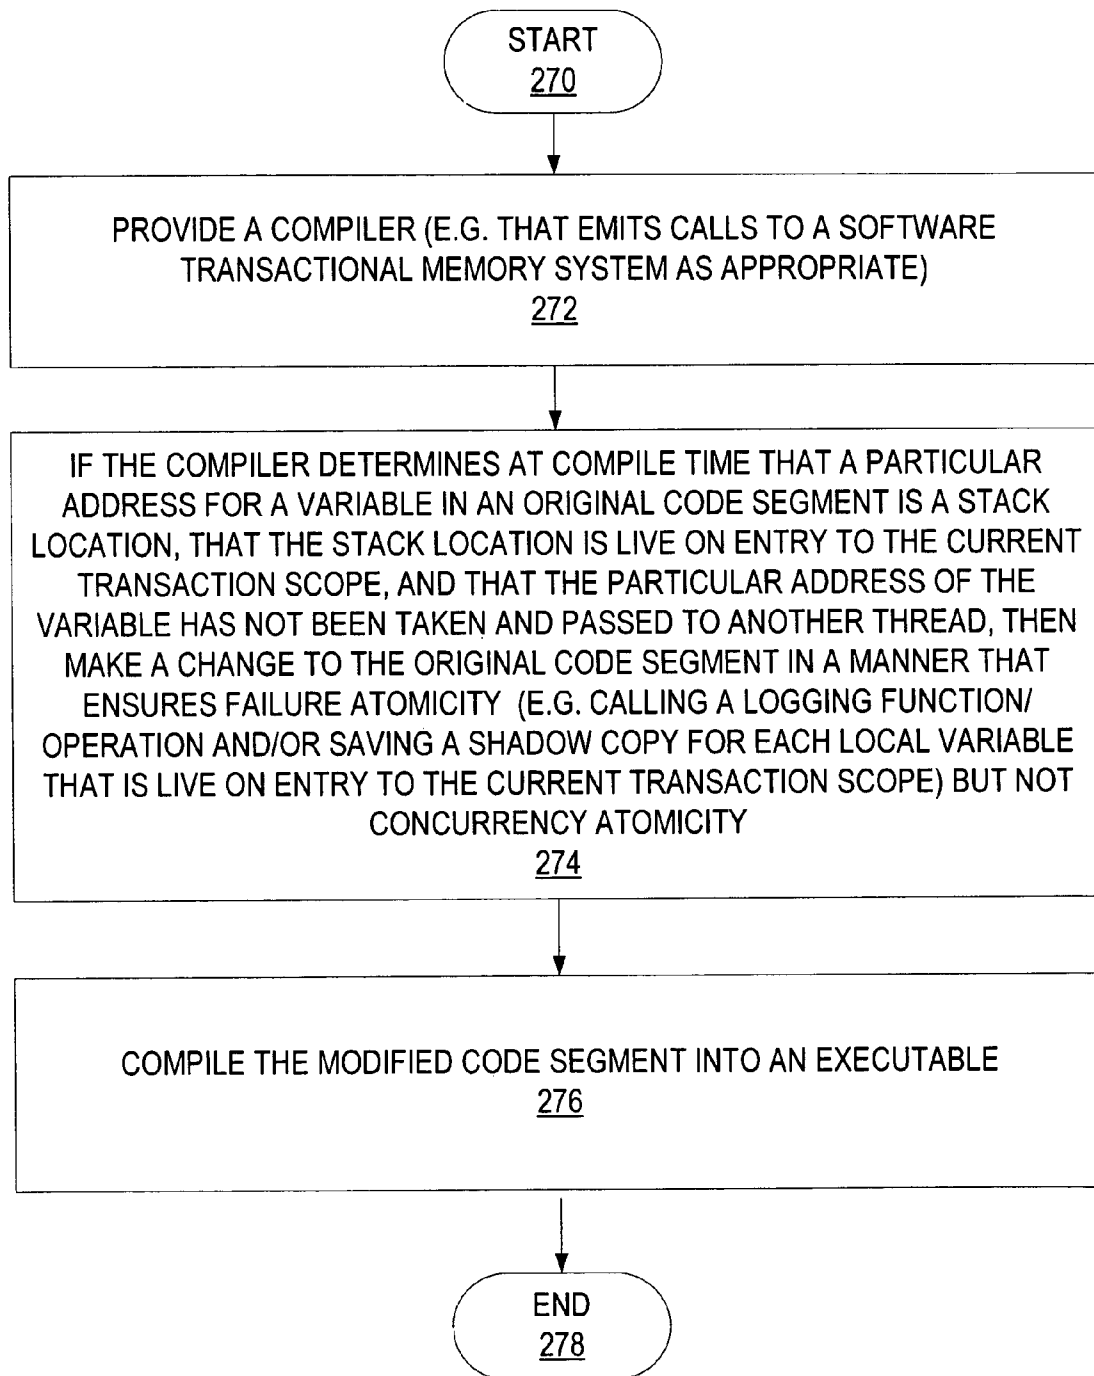 START
270
PROVIDE A COMPILER (E.G. THAT EMITS CALLS TO A SOFTWARE
TRANSACTIONAL MEMORY SYSTEM AS APPROPRIATE)
272
IF THE COMPILER DETERMINES AT COMPILE TIME THAT A PARTICULAR
ADDRESS FOR A VARIABLE IN AN ORIGINAL CODE SEGMENT IS A STACK
LOCATION, THAT THE STACK LOCATION IS LIVE ON ENTRY TO THE CURRENT
TRANSACTION SCOPE, AND THAT THE PARTICULAR ADDRESS OF THE
VARIABLE HAS NOT BEEN TAKEN AND PASSED TO ANOTHER THREAD, THEN
MAKE A CHANGE TO THE ORIGINAL CODE SEGMENT IN A MANNER THAT
ENSURES FAILURE ATOMICITY (E.G. CALLING A LOGGING FUNCTION/
OPERATION AND/OR SAVING A SHADOW COPY FOR EACH LOCAL VARIABLE
THAT IS LIVE ON ENTRY TO THE CURRENT TRANSACTION SCOPE) BUT NOT
CONCURRENCY ATOMICITY
274
COMPILE THE MODIFIED CODE SEGMENT INTO AN EXECUTABLE
276
END
278